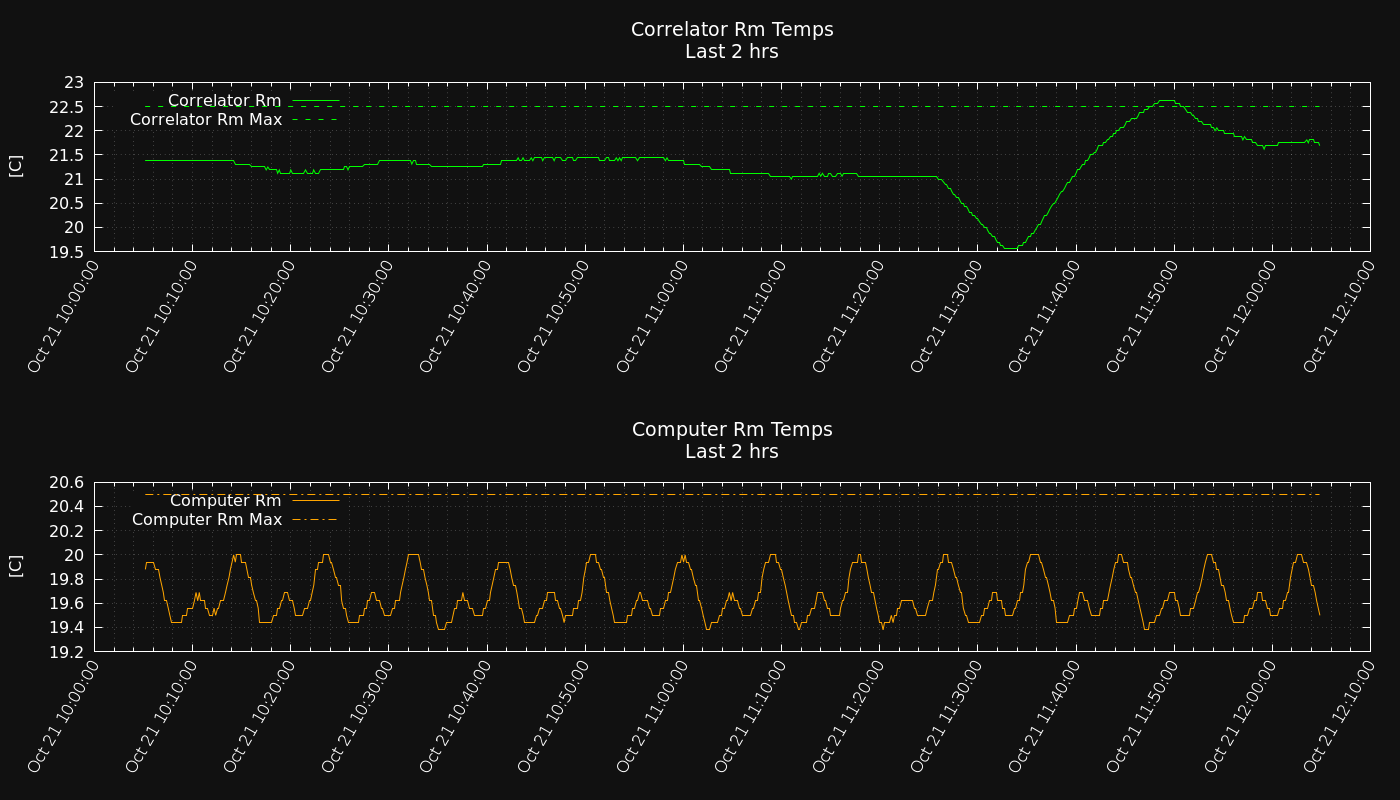 Correlator Rm Temps
Last 2 hrs
23
22.5
22
21.5
21
20.5
20
19.5
[C]
Correlator Rm
Correlator Rm Max
Oct 21 10:00:00
Oct 21 10:10:00
Oct 21 10:20:00
Oct 21 10:30:00
Oct 21 10:40:00
Oct 21 10:50:00
Oct 21 11:00:00
Oct 21 11:10:00
Oct 21 11:20:00
Oct 21 11:30:00
Oct 21 11:40:00
Oct 21 11:50:00
Oct 21 12:00:00
Oct 21 12:10:00
Computer Rm Temps
Last 2 hrs
20.6
20.4
20.2
20
19.8
19.6
19.4
19.2
[C]
Computer Rm
Computer Rm Max
Oct 21 10:00:00
Oct 21 10:10:00
Oct 21 10:20:00
Oct 21 10:30:00
Oct 21 10:40:00
Oct 21 10:50:00
Oct 21 11:00:00
Oct 21 11:10:00
Oct 21 11:20:00
Oct 21 11:30:00
Oct 21 11:40:00
Oct 21 11:50:00
Oct 21 12:00:00
Oct 21 12:10:00